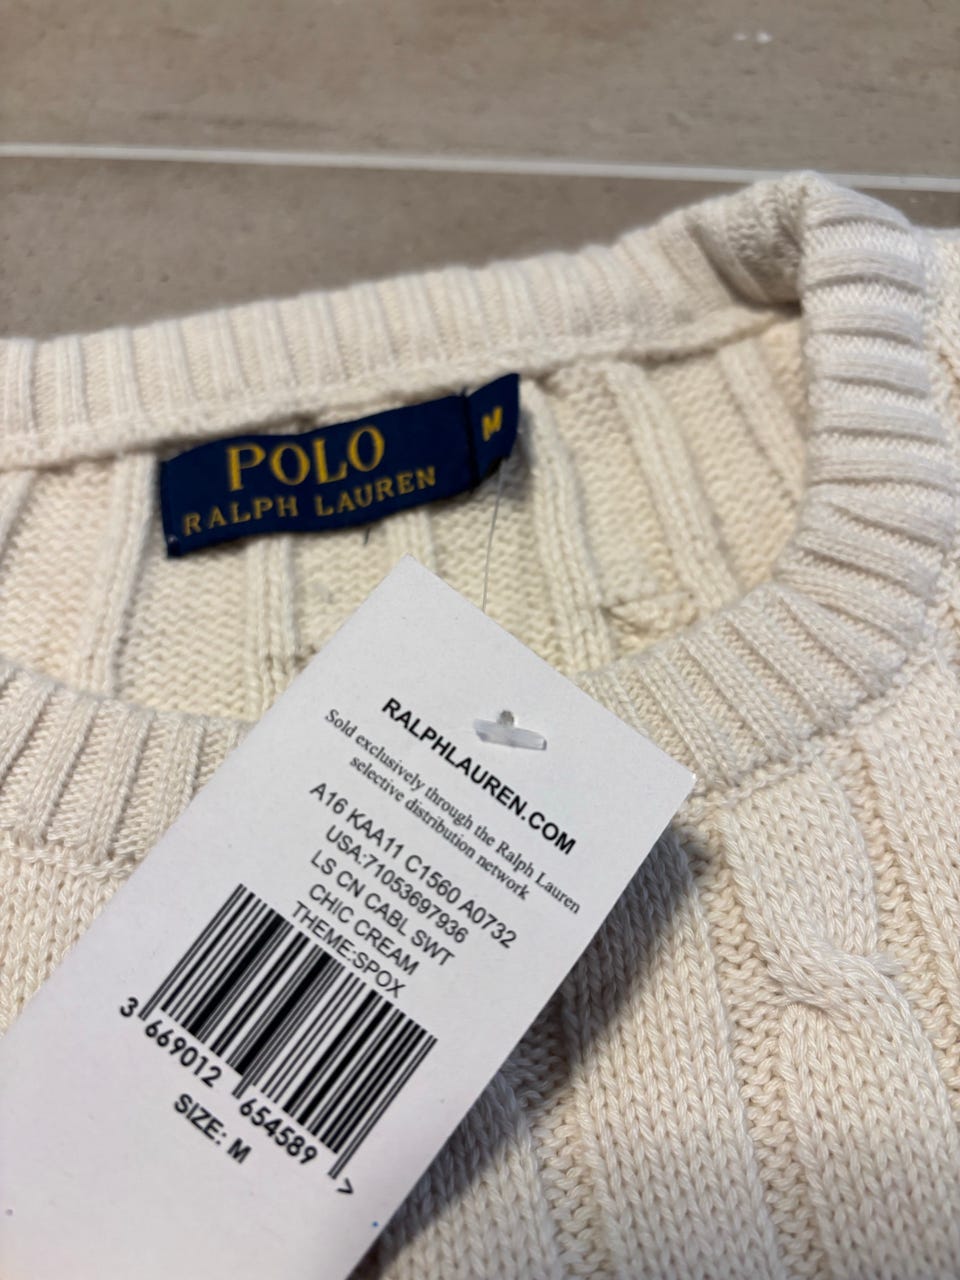 POLO
RALPH LAUREN
M
RALPHLAUREN.COM
Sold exclusively through the Ralph Lauren
selective distribution network
A16 KAA11 C1560 A0732
USA:71053697936
LS CN CABL SWT
CHIC CREAM
THEME:SPOX
3 669012 654589 >
SIZE: M